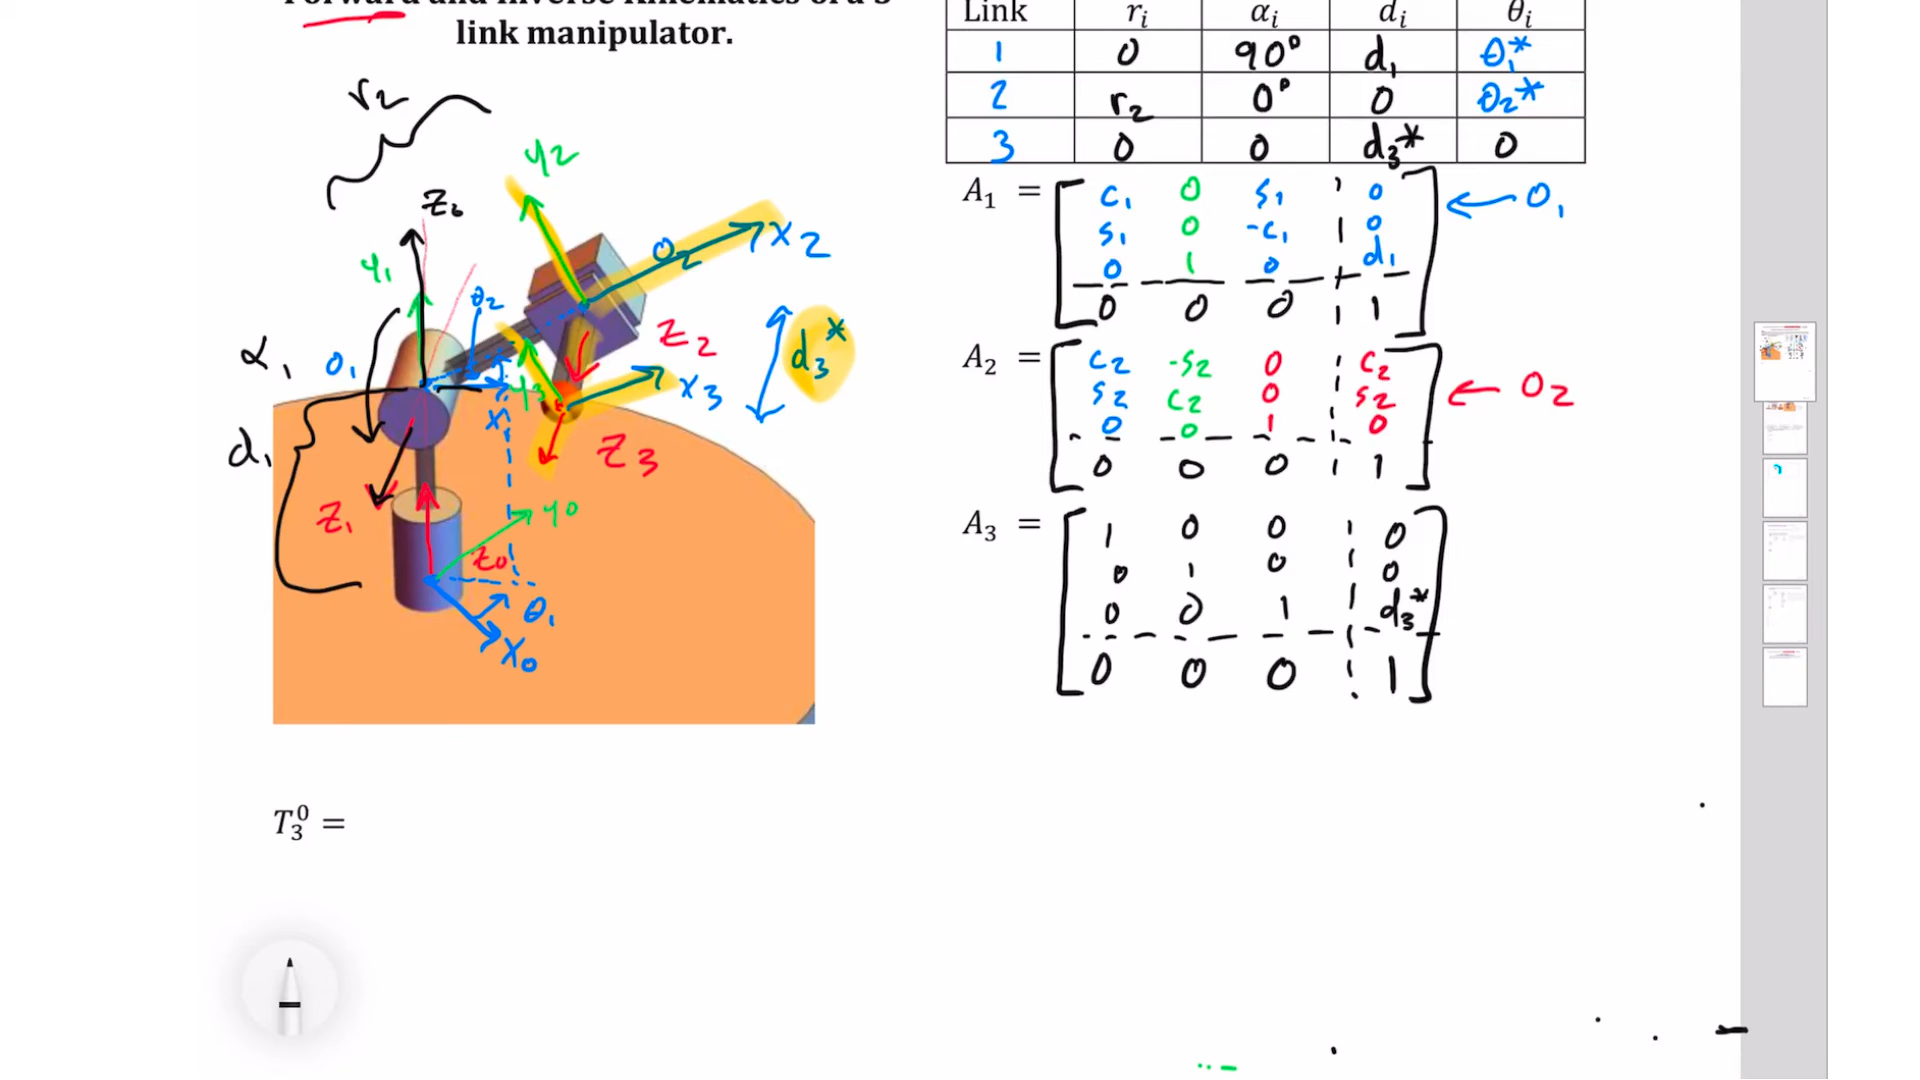 Forward and inverse kinematics of a 3
link manipulator.
r2
y2
z0
x2
y1
O2
θ2
z2
d3*
α1
O1
y3
x3
x1
z3
d1
z1
y0
z0
θ1
x0
T₃⁰ =
Link rᵢ αᵢ dᵢ θᵢ
1 0 90° d1 θ1*
2 r2 0° 0 θ2*
3 0 0 d3* 0
A₁ =
c1 0 s1 0
s1 0 -c1 0
0 1 0 d1
0 0 0 1
← O1
A₂ =
c2 -s2 0 c2
s2 c2 0 s2
0 0 1 0
0 0 0 1
← O2
A₃ =
1 0 0 0
0 1 0 0
0 0 1 d3*
0 0 0 1